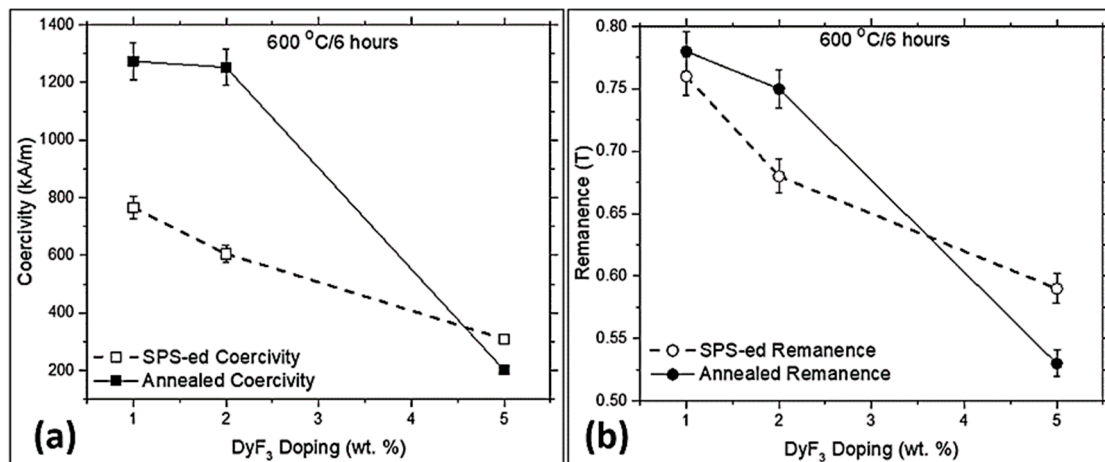 600 °C/6 hours
1400
1200
1000
800
600
400
200
Coercivity (kA/m)
SPS-ed Coercivity
Annealed Coercivity
1 2 3 4 5
DyF₃ Doping (wt. %)
(a)
600 °C/6 hours
0.80
0.75
0.70
0.65
0.60
0.55
0.50
Remanence (T)
SPS-ed Remanence
Annealed Remanence
1 2 3 4 5
DyF₃ Doping (wt. %)
(b)